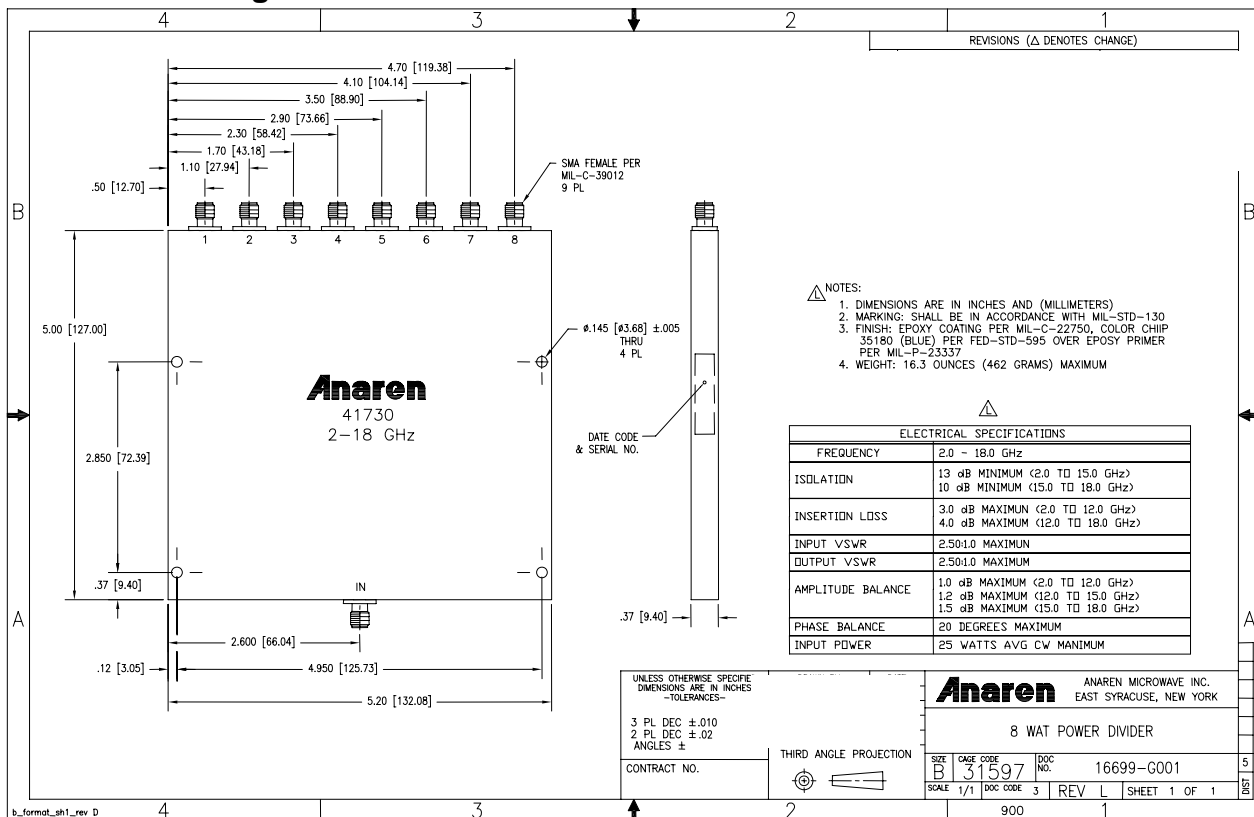 4 3 2 1
REVISIONS (△ DENOTES CHANGE)
4.70 [119.38]
4.10 [104.14]
3.50 [88.90]
2.90 [73.66]
2.30 [58.42]
1.70 [43.18]
1.10 [27.94]
.50 [12.70]
SMA FEMALE PER
MIL-C-39012
9 PL
B B
1 2 3 4 5 6 7 8
5.00 [127.00]
ø.145 [ø3.68] ±.005
THRU
4 PL
L NOTES:
1. DIMENSIONS ARE IN INCHES AND (MILLIMETERS)
2. MARKING: SHALL BE IN ACCORDANCE WITH MIL-STD-130
3. FINISH: EPOXY COATING PER MIL-C-22750, COLOR CHIIP
35180 (BLUE) PER FED-STD-595 OVER EPOSY PRIMER
PER MIL-P-23337
4. WEIGHT: 16.3 OUNCES (462 GRAMS) MAXIMUM
Anaren
41730
2-18 GHz
DATE CODE
& SERIAL NO.
2.850 [72.39]
.37 [9.40]
IN
2.600 [66.04]
.12 [3.05]
4.950 [125.73]
5.20 [132.08]
.37 [9.40]
L
ELECTRICAL SPECIFICATIONS
FREQUENCY 2.0 - 18.0 GHz
ISOLATION 13 dB MINIMUM (2.0 TO 15.0 GHz)
10 dB MINIMUM (15.0 TO 18.0 GHz)
INSERTION LOSS 3.0 dB MAXIMUN (2.0 TO 12.0 GHz)
4.0 dB MAXIMUM (12.0 TO 18.0 GHz)
INPUT VSWR 2.50:1.0 MAXIMUN
OUTPUT VSWR 2.50:1.0 MAXIMUM
AMPLITUDE BALANCE 1.0 dB MAXIMUM (2.0 TO 12.0 GHz)
1.2 dB MAXIMUM (12.0 TO 15.0 GHz)
1.5 dB MAXIMUM (15.0 TO 18.0 GHz)
PHASE BALANCE 20 DEGREES MAXIMUM
INPUT POWER 25 WATTS AVG CW MANIMUM
A A
UNLESS OTHERWISE SPECIFIE
DIMENSIONS ARE IN INCHES
-TOLERANCES-
3 PL DEC ±.010
2 PL DEC ±.02
ANGLES ±
CONTRACT NO.
THIRD ANGLE PROJECTION
Anaren
ANAREN MICROWAVE INC.
EAST SYRACUSE, NEW YORK
8 WAT POWER DIVIDER
SIZE B CAGE CODE 31597 DOC NO. 16699-G001
SCALE 1/1 DOC CODE 3 REV L SHEET 1 OF 1
5
DIST
b_format_sh1_rev D
4 3 2 1
900